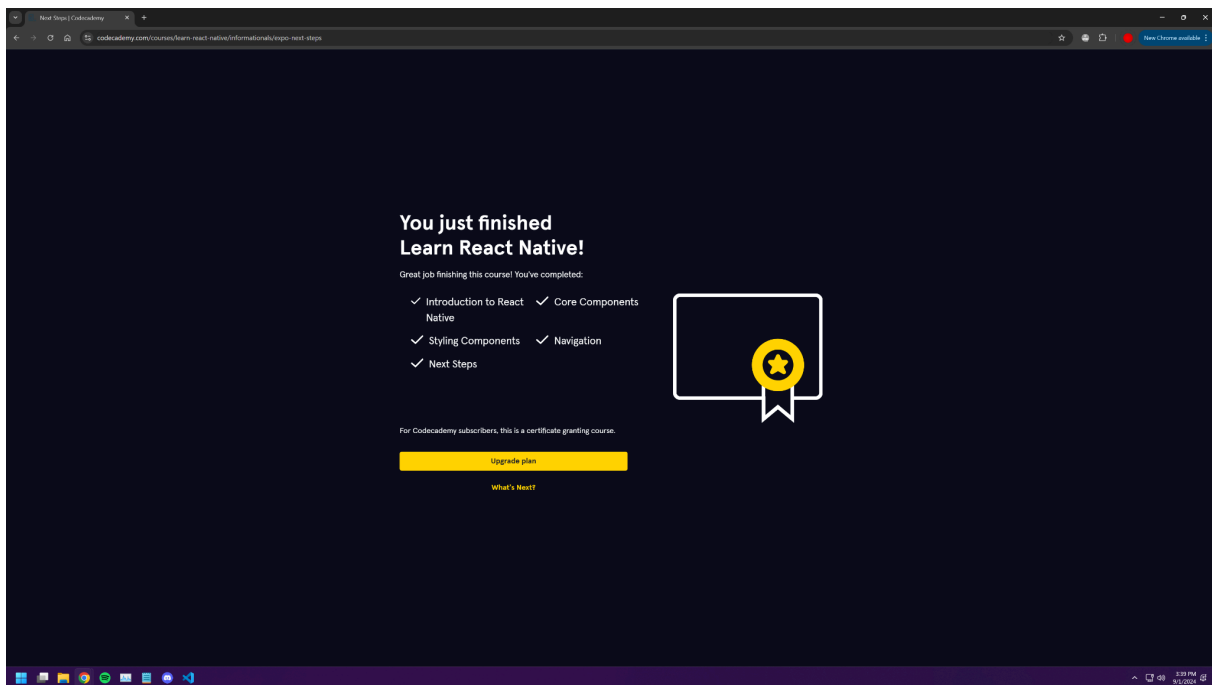 Next Steps | Codecademy
codecademy.com/courses/learn-react-native/informationals/expo-next-steps
New Chrome available
You just finished
Learn React Native!
Great job finishing this course! You've completed:
Introduction to React
Native
Core Components
Styling Components
Navigation
Next Steps
For Codecademy subscribers, this is a certificate granting course.
Upgrade plan
What's Next?
3:39 PM
9/1/2024